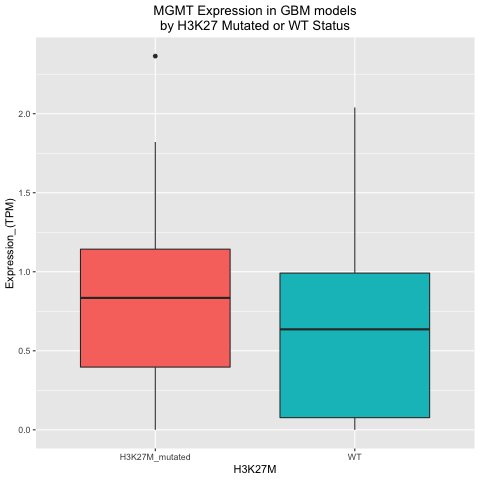 MGMT Expression in GBM models
by H3K27 Mutated or WT Status
Expression_(TPM)
2.0
1.5
1.0
0.5
0.0
H3K27M_mutated
WT
H3K27M